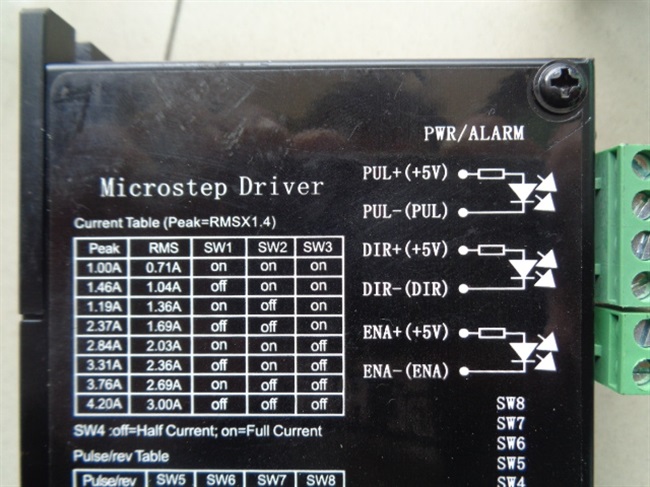 PWR/ALARM
Microstep Driver
PUL+(+5V)
PUL-(PUL)
DIR+(+5V)
DIR-(DIR)
ENA+(+5V)
ENA-(ENA)
Current Table (Peak=RMSX1.4)
Peak RMS SW1 SW2 SW3
1.00A 0.71A on on on
1.46A 1.04A off on on
1.19A 1.36A on off on
2.37A 1.69A off off on
2.84A 2.03A on on off
3.31A 2.36A off on off
3.76A 2.69A on off off
4.20A 3.00A off off off
SW4 :off=Half Current; on=Full Current
Pulse/rev Table
Pulse/rev SW5 SW6 SW7 SW8
SW8
SW7
SW6
SW5
SW4